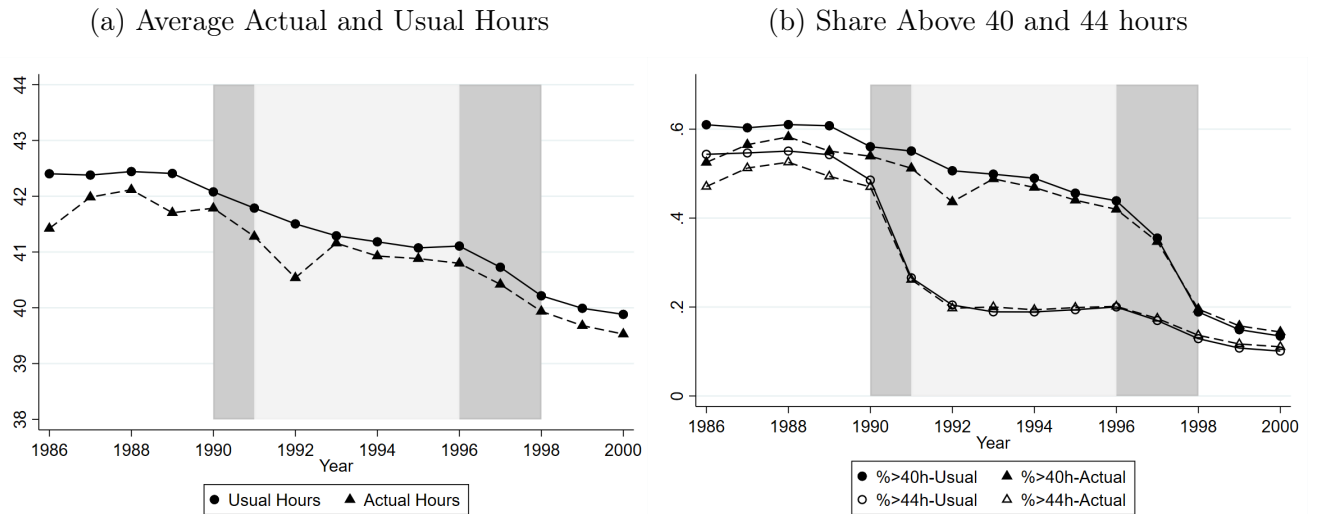 (a) Average Actual and Usual Hours
44
43
42
41
40
39
38
1986 1988 1990 1992 1994 1996 1998 2000
Year
Usual Hours Actual Hours
(b) Share Above 40 and 44 hours
.6
.4
.2
0
1986 1988 1990 1992 1994 1996 1998 2000
Year
%>40h-Usual %>40h-Actual
%>44h-Usual %>44h-Actual